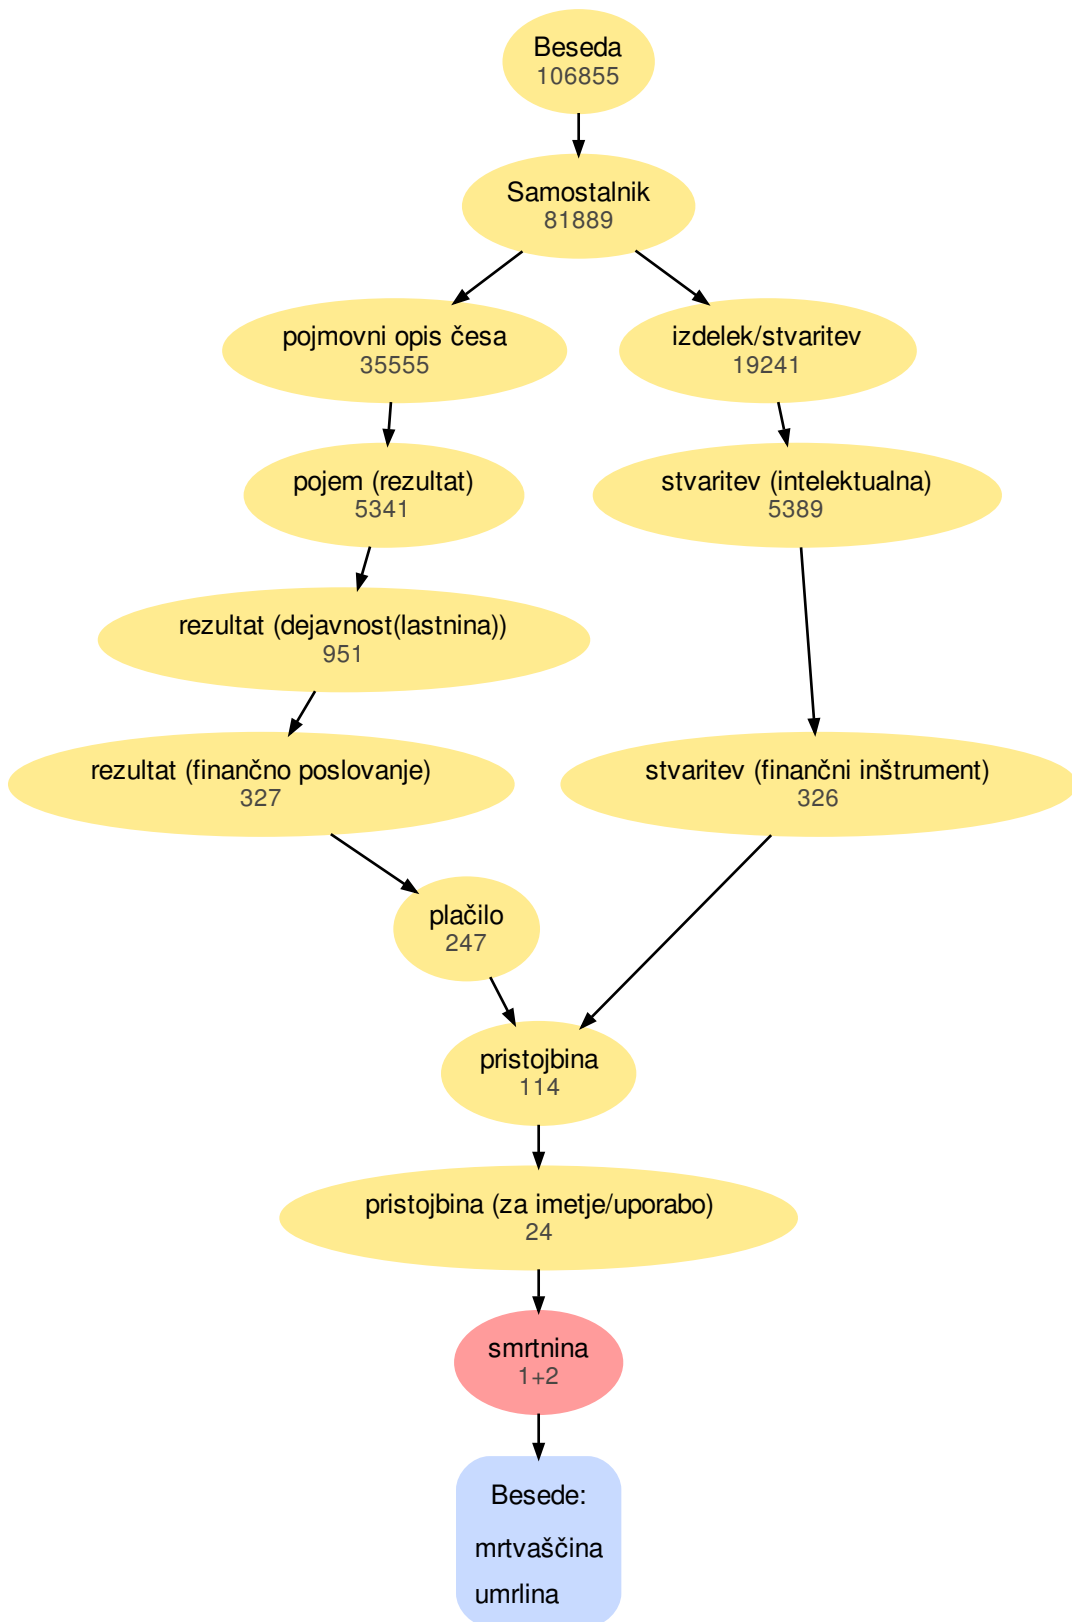 Beseda
106855
Samostalnik
81889
pojmovni opis česa
35555
izdelek/stvaritev
19241
pojem (rezultat)
5341
stvaritev (intelektualna)
5389
rezultat (dejavnost(lastnina))
951
rezultat (finančno poslovanje)
327
stvaritev (finančni inštrument)
326
plačilo
247
pristojbina
114
pristojbina (za imetje/uporabo)
24
smrtnina
1+2
Besede:
mrtvaščina
umrlina